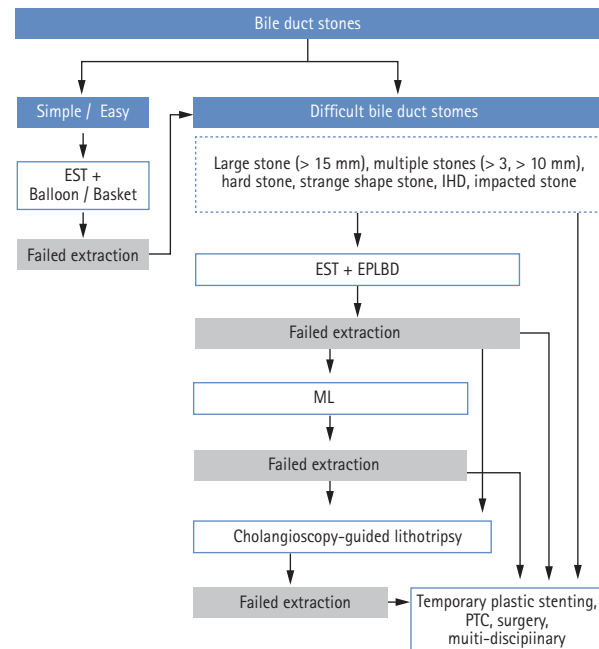 Bile duct stones
Simple / Easy
Difficult bile duct stomes
EST +
Balloon / Basket
Large stone (> 15 mm), multiple stones (> 3, > 10 mm),
hard stone, strange shape stone, IHD, impacted stone
Failed extraction
EST + EPLBD
Failed extraction
ML
Failed extraction
Cholangioscopy-guided lithotripsy
Failed extraction
Temporary plastic stenting,
PTC, surgery,
muiti-discipiinary